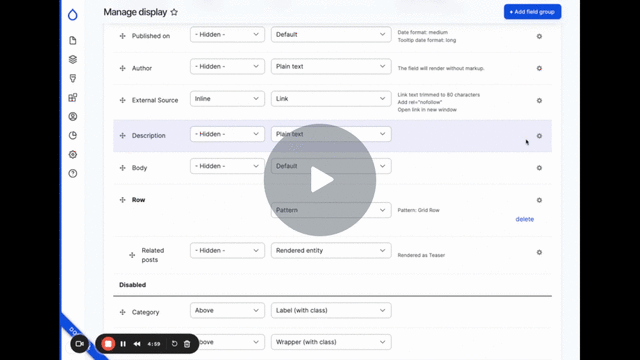 Manage display
+ Add field group
Published on
- Hidden -
Default
Date format: medium
Tooltip date format: long
Author
- Hidden -
Plain text
The field will render without markup.
External Source
Inline
Link
Link text trimmed to 80 characters
Add rel="nofollow"
Open link in new window
Description
- Hidden -
Plain text
Body
- Hidden -
Default
Row
Pattern
Pattern: Grid Row
delete
Related
posts
- Hidden -
Rendered entity
Rendered as Teaser
Disabled
Category
Above
Label (with class)
Wrapper (with class)
4:59